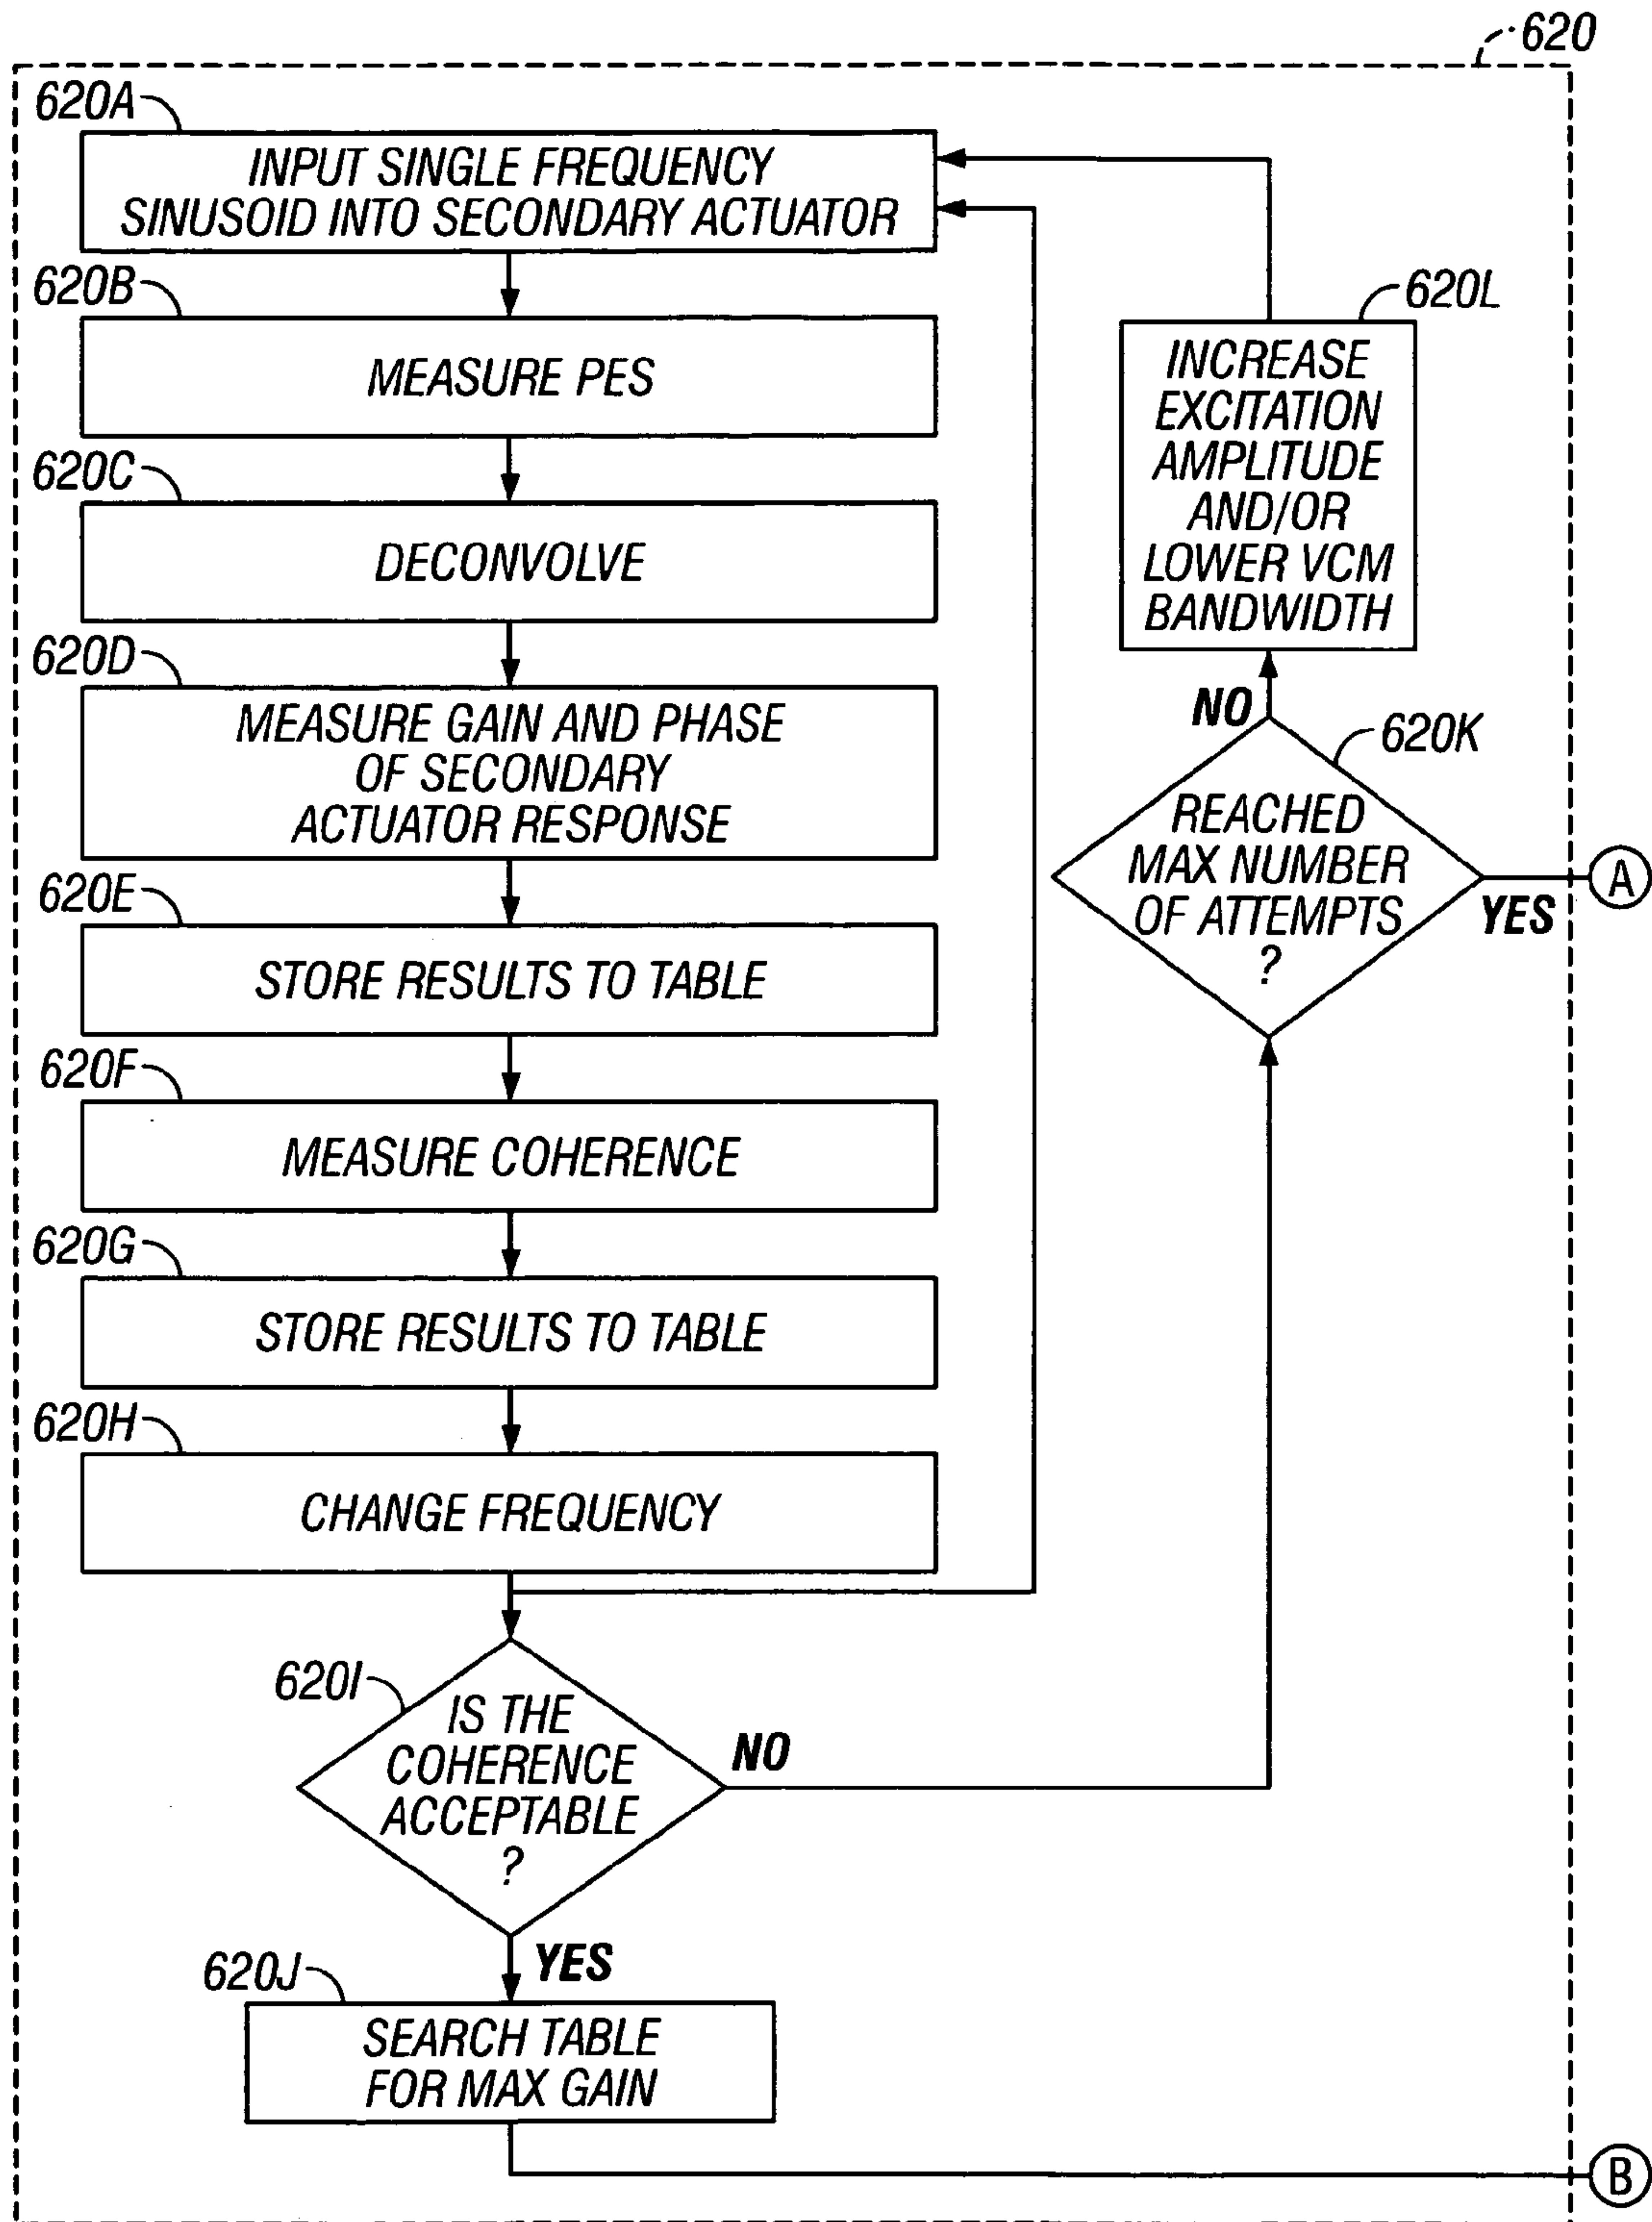 620
620A
INPUT SINGLE FREQUENCY
SINUSOID INTO SECONDARY ACTUATOR
620B
MEASURE PES
620C
DECONVOLVE
620D
MEASURE GAIN AND PHASE
OF SECONDARY
ACTUATOR RESPONSE
620E
STORE RESULTS TO TABLE
620F
MEASURE COHERENCE
620G
STORE RESULTS TO TABLE
620H
CHANGE FREQUENCY
620I
IS THE
COHERENCE
ACCEPTABLE
?
NO
YES
620J
SEARCH TABLE
FOR MAX GAIN
B
620K
REACHED
MAX NUMBER
OF ATTEMPTS
?
YES
A
NO
620L
INCREASE
EXCITATION
AMPLITUDE
AND/OR
LOWER VCM
BANDWIDTH